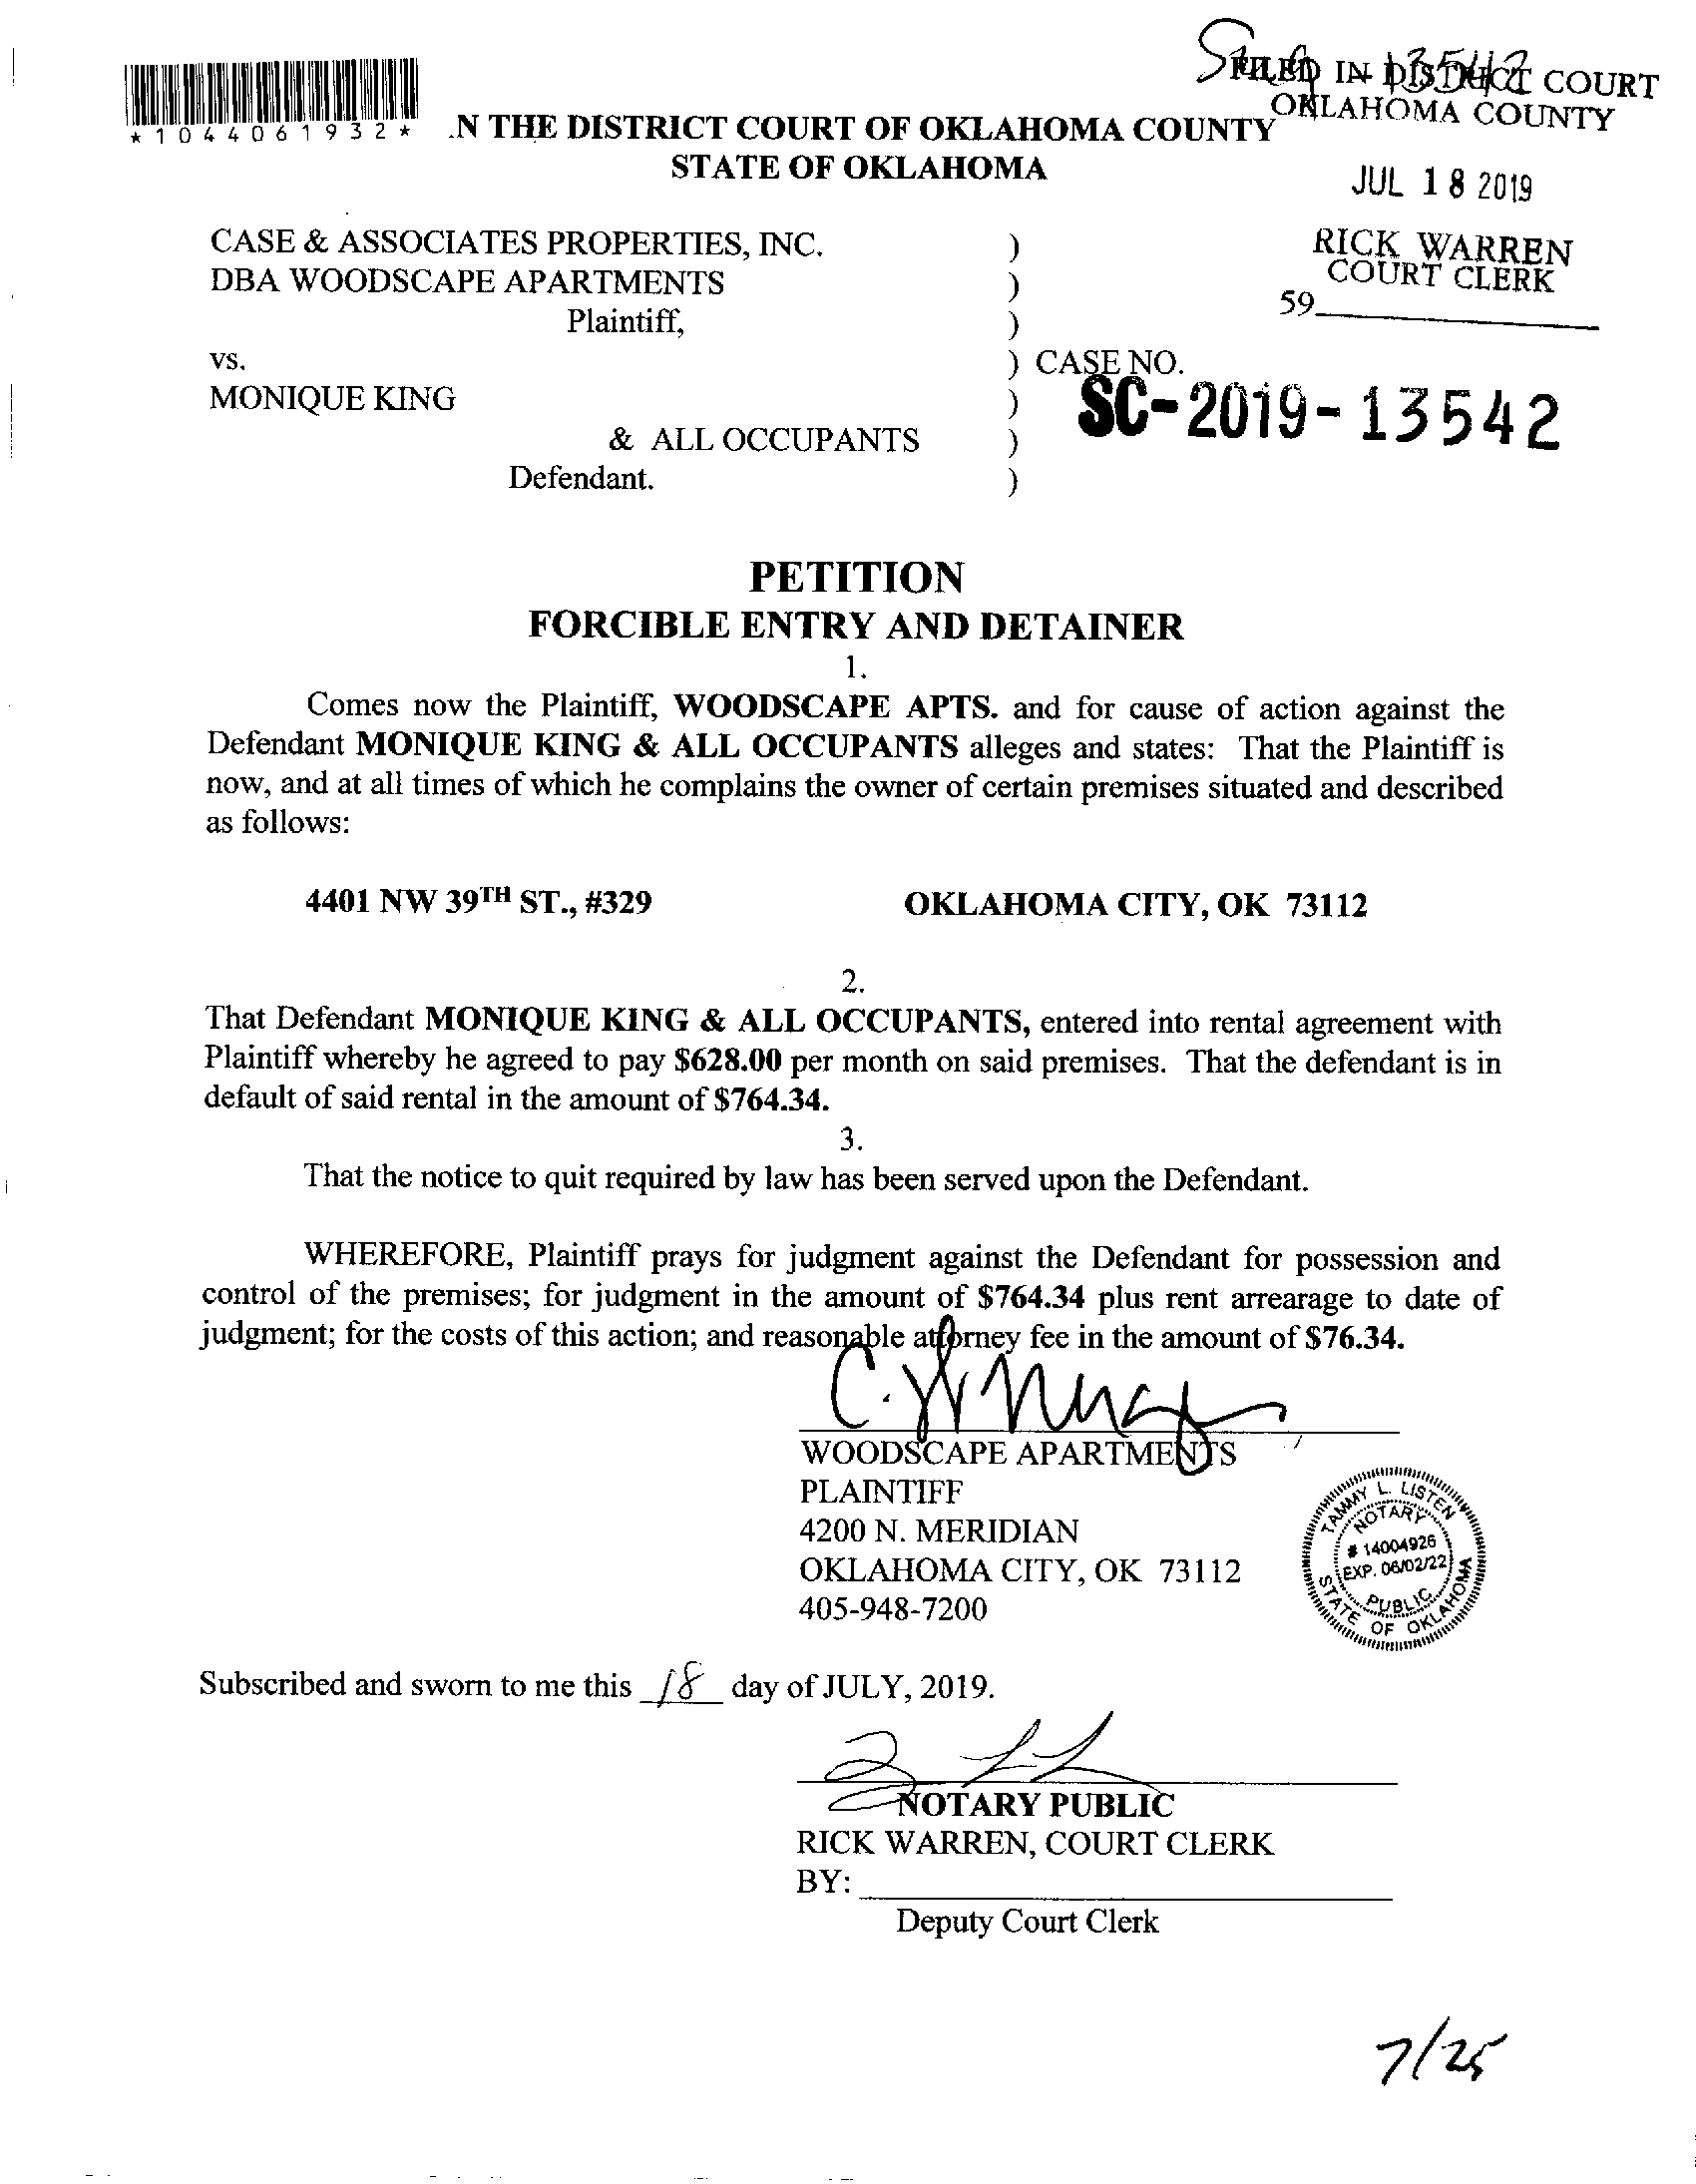 FILED IN DISTRICT COURT
OKLAHOMA COUNTY
*1044061932*
.N THE DISTRICT COURT OF OKLAHOMA COUNTY
STATE OF OKLAHOMA
JUL 18 2019
CASE & ASSOCIATES PROPERTIES, INC. )
DBA WOODSCAPE APARTMENTS )
Plaintiff, )
RICK WARREN
COURT CLERK
59
vs. ) CASE NO.
MONIQUE KING ) SC-2019-13542
& ALL OCCUPANTS )
Defendant. )
PETITION
FORCIBLE ENTRY AND DETAINER
1.
Comes now the Plaintiff, WOODSCAPE APTS. and for cause of action against the
Defendant MONIQUE KING & ALL OCCUPANTS alleges and states: That the Plaintiff is
now, and at all times of which he complains the owner of certain premises situated and described
as follows:
4401 NW 39TH ST., #329 OKLAHOMA CITY, OK 73112
2.
That Defendant MONIQUE KING & ALL OCCUPANTS, entered into rental agreement with
Plaintiff whereby he agreed to pay $628.00 per month on said premises. That the defendant is in
default of said rental in the amount of $764.34.
3.
That the notice to quit required by law has been served upon the Defendant.
WHEREFORE, Plaintiff prays for judgment against the Defendant for possession and
control of the premises; for judgment in the amount of $764.34 plus rent arrearage to date of
judgment; for the costs of this action; and reasonable attorney fee in the amount of $76.34.
WOODSCAPE APARTMENTS
PLAINTIFF
4200 N. MERIDIAN
OKLAHOMA CITY, OK 73112
405-948-7200
TAMMY L. LISTEN
NOTARY
# 14004926
EXP. 06/02/22
PUBLIC
STATE OF OKLAHOMA
Subscribed and sworn to me this 18 day of JULY, 2019.
NOTARY PUBLIC
RICK WARREN, COURT CLERK
BY:
Deputy Court Clerk
7/25